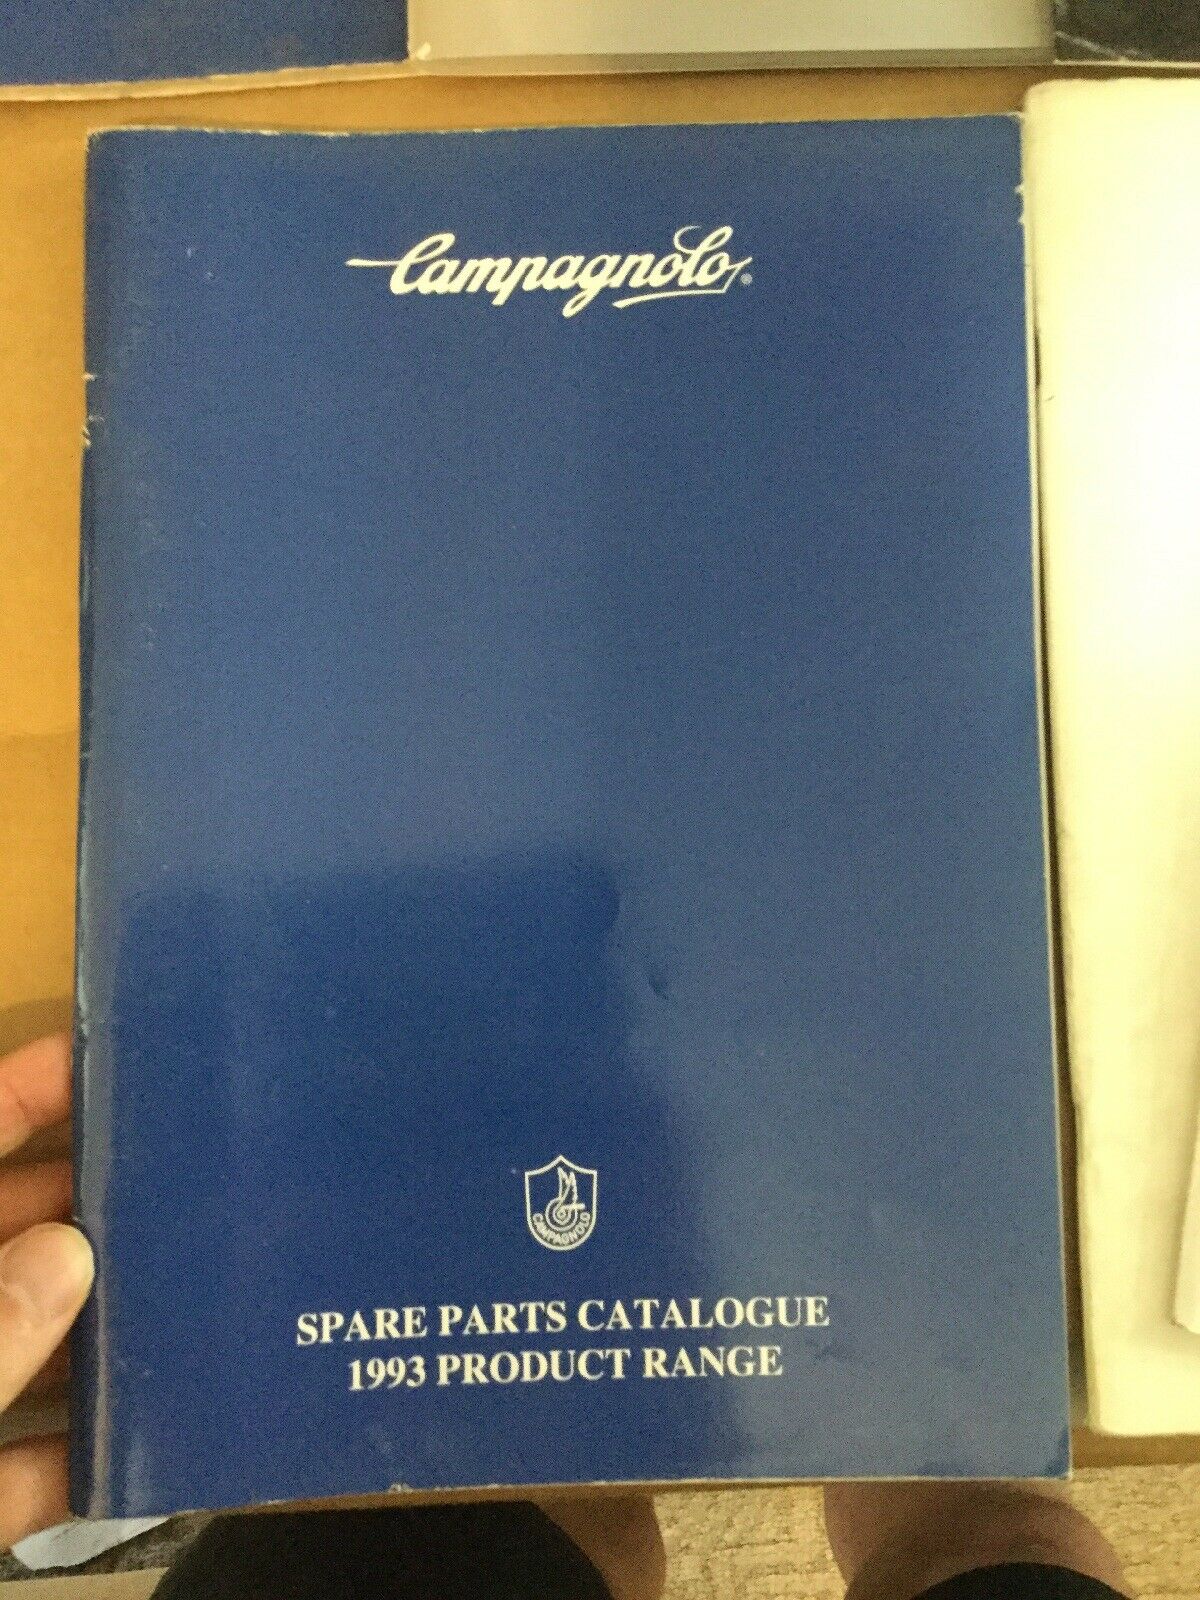 Campagnolo®
CAMPAGNOLO
SPARE PARTS CATALOGUE
1993 PRODUCT RANGE